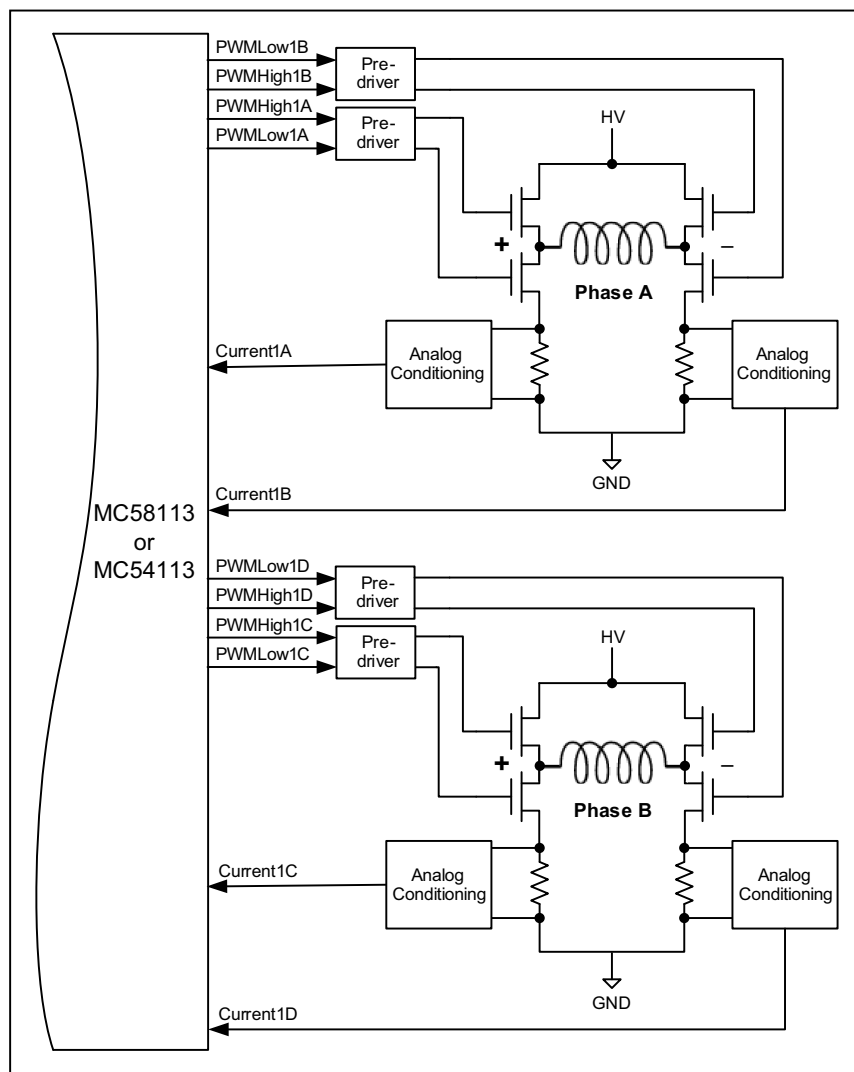 PWMLow1B
PWMHigh1B
PWMHigh1A
PWMLow1A
Pre-
driver
Pre-
driver
HV
+
–
Phase A
Current1A
Analog
Conditioning
Analog
Conditioning
GND
Current1B
MC58113
or
MC54113
PWMLow1D
PWMHigh1D
PWMHigh1C
PWMLow1C
Pre-
driver
Pre-
driver
HV
+
–
Phase B
Current1C
Analog
Conditioning
Analog
Conditioning
GND
Current1D